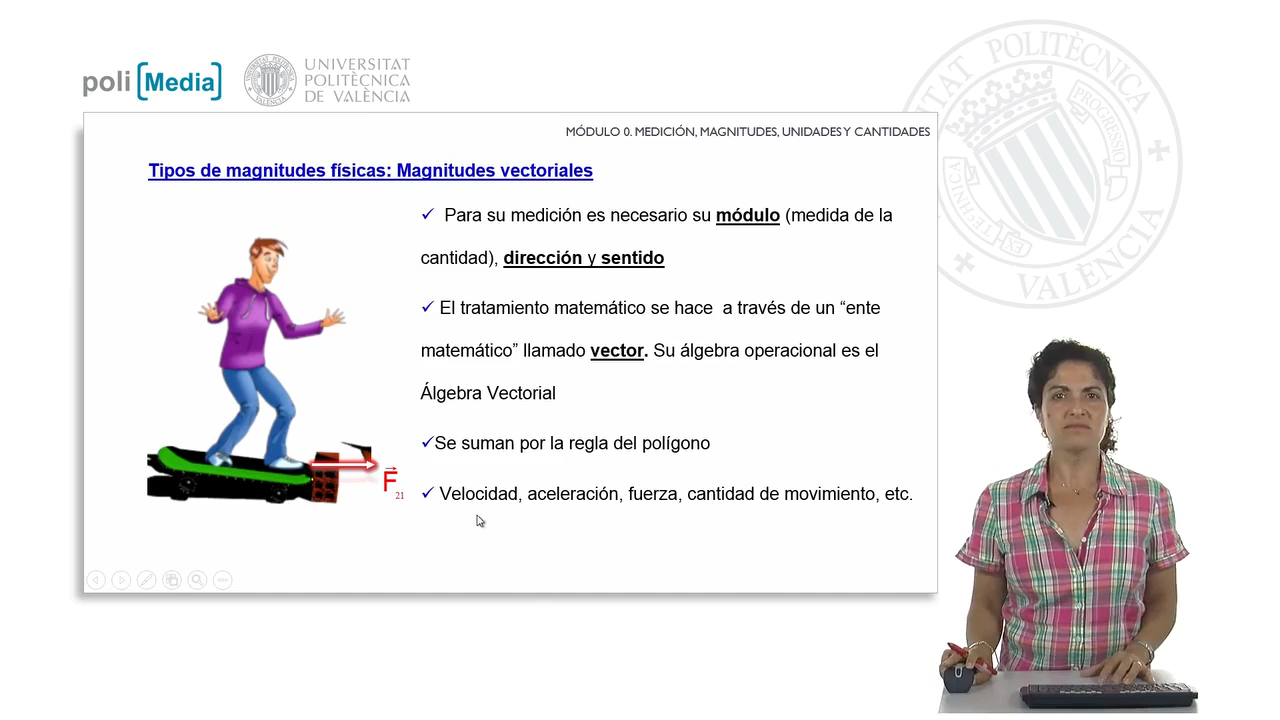 poli [Media]
UNIVERSITAT
POLITÈCNICA
DE VALÈNCIA
MÓDULO 0. MEDICIÓN, MAGNITUDES, UNIDADES Y CANTIDADES
Tipos de magnitudes físicas: Magnitudes vectoriales
✓ Para su medición es necesario su módulo (medida de la
cantidad), dirección y sentido
✓ El tratamiento matemático se hace a través de un “ente
matemático” llamado vector. Su álgebra operacional es el
Álgebra Vectorial
✓Se suman por la regla del polígono
✓ Velocidad, aceleración, fuerza, cantidad de movimiento, etc.
F⃗21
POLITÈCNICA
VALÈNCIA
PROGRESSIO